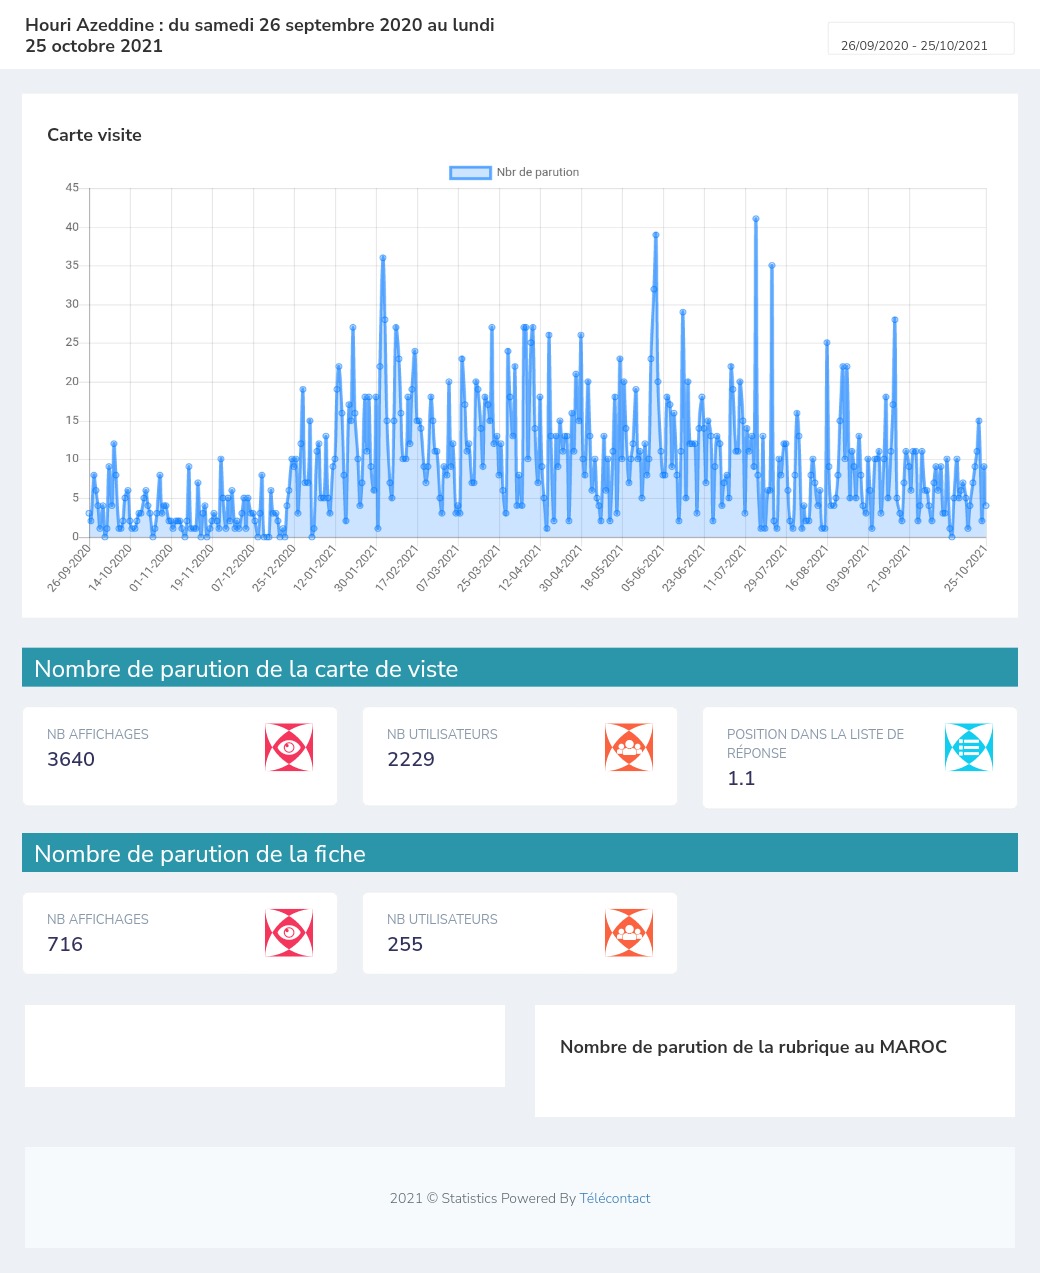 Houri Azeddine : du samedi 26 septembre 2020 au lundi
25 octobre 2021
26/09/2020 - 25/10/2021
Carte visite
Nbr de parution
45
40
35
30
25
20
15
10
5
0
26-09-2020
14-10-2020
01-11-2020
19-11-2020
07-12-2020
25-12-2020
12-01-2021
30-01-2021
17-02-2021
07-03-2021
25-03-2021
12-04-2021
30-04-2021
18-05-2021
05-06-2021
23-06-2021
11-07-2021
29-07-2021
16-08-2021
03-09-2021
21-09-2021
25-10-2021
Nombre de parution de la carte de viste
NB AFFICHAGES
3640
NB UTILISATEURS
2229
POSITION DANS LA LISTE DE
RÉPONSE
1.1
Nombre de parution de la fiche
NB AFFICHAGES
716
NB UTILISATEURS
255
Nombre de parution de la rubrique au MAROC
2021 © Statistics Powered By Télécontact